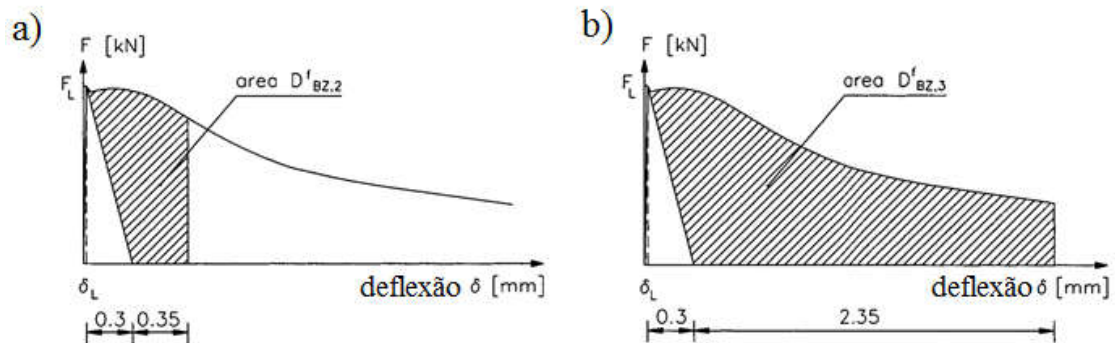 a)
F [kN]
F_L
area D^f_BZ,2
δ_L
deflexão δ [mm]
0.3
0.35
b)
F [kN]
F_L
area D^f_BZ,3
δ_L
deflexão δ [mm]
0.3
2.35